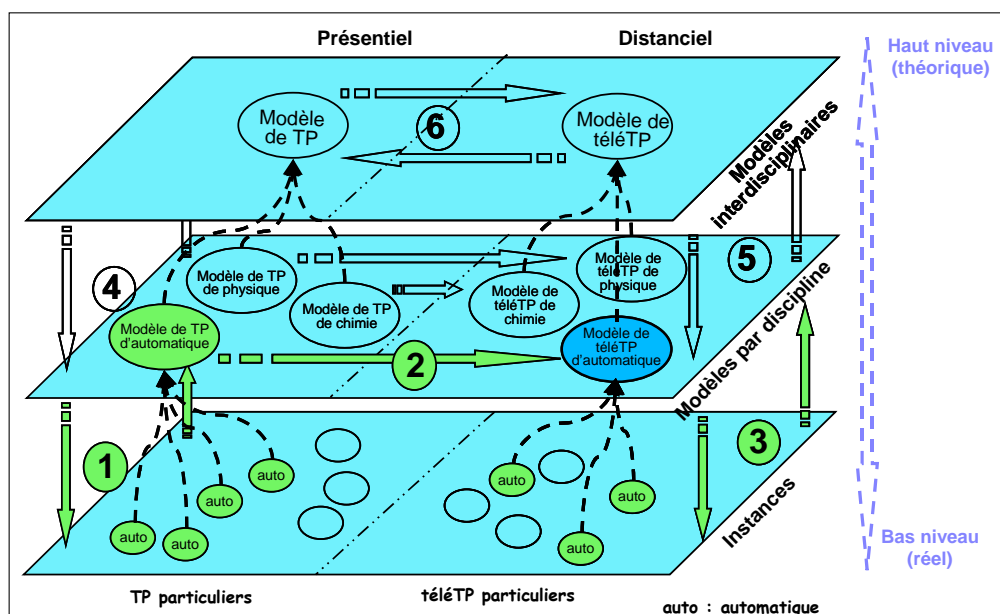 Présentiel
Distanciel
Haut niveau
(théorique)
Modèle
de TP
6
Modèle de
téléTP
Modèles
interdisciplinaires
4
Modèle de TP
de physique
Modèle de TP
de chimie
Modèle de
téléTP de
chimie
Modèle de
téléTP de
physique
5
Modèle de TP
d'automatique
2
Modèle de
téléTP
d'automatique
Modèles par discipline
1
auto
auto
auto
auto
auto
auto
auto
3
Instances
Bas niveau
(réel)
TP particuliers
téléTP particuliers
auto : automatique